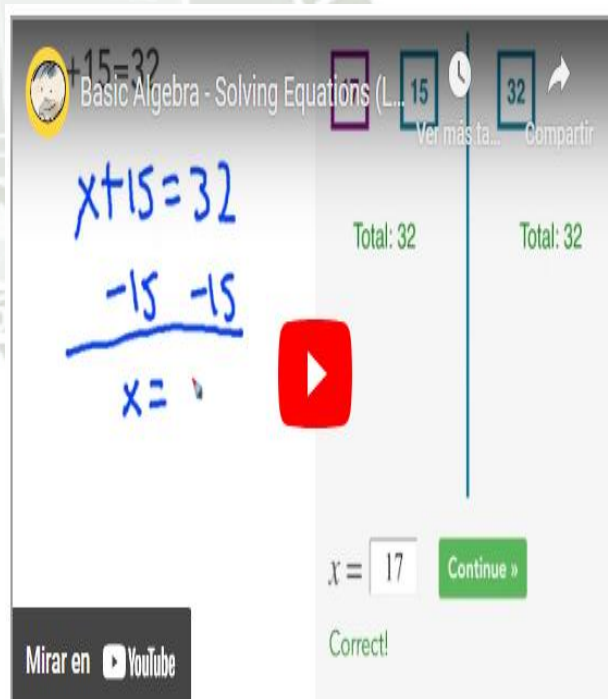 +15=32
Basic Algebra - Solving Equations (L...
15
32
Ver más ta...
Compartir
x+15=32
-15 -15
x=
Total: 32
Total: 32
x = 17
Continue »
Correct!
Mirar en YouTube